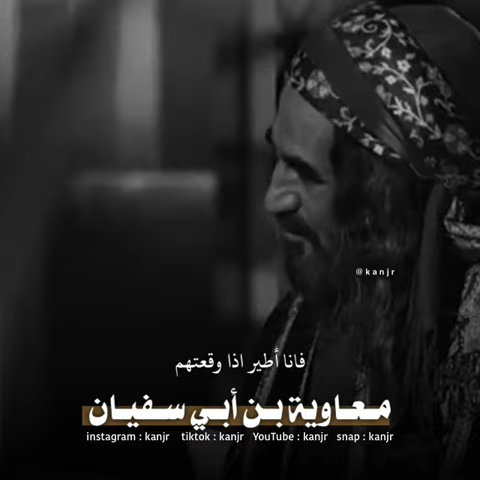 @kanjr
فانا أطير اذا وقعتهم
معاوية بن أبي سفيان
instagram : kanjr   tiktok : kanjr   YouTube : kanjr   snap : kanjr